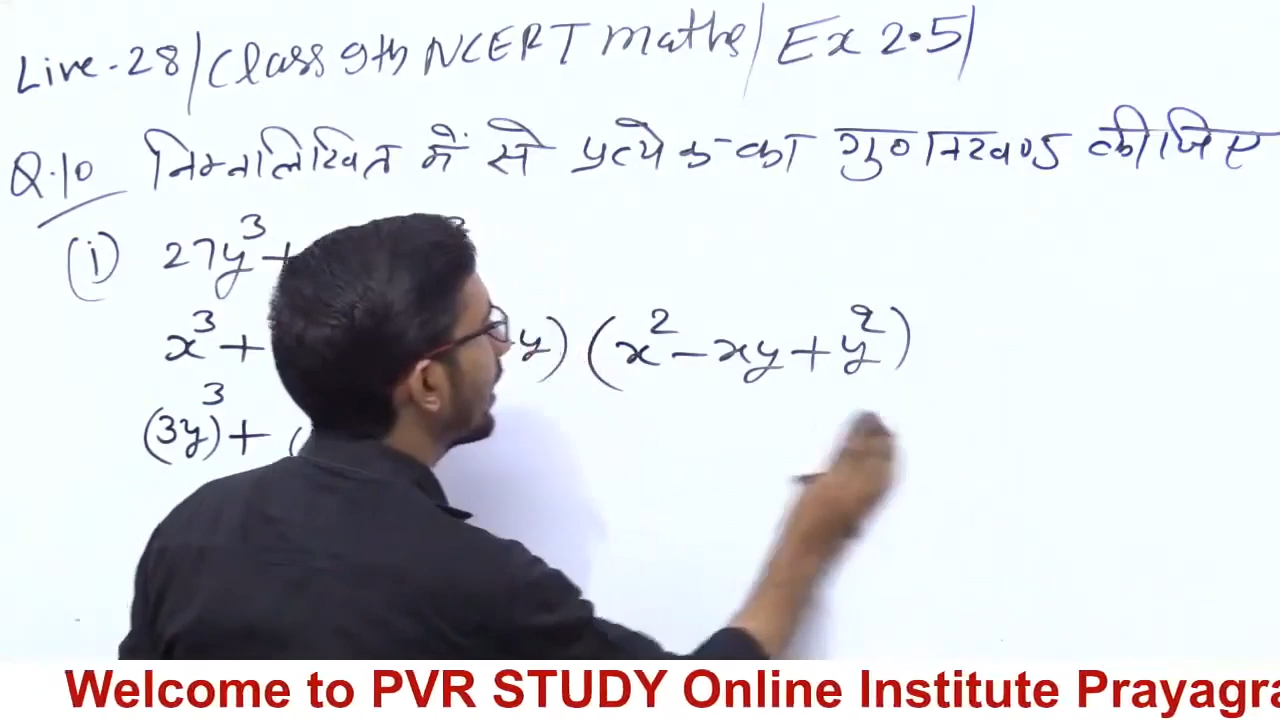 Live-28/Class 9th NCERT maths/Ex 2.5/
Q.10 निम्नलिखित में से प्रत्येक का गुणनखण्ड कीजिए
(i) 27y³+
x³+ y) (x²-xy+y²)
(3y)³+ (
Welcome to PVR STUDY Online Institute Prayagra